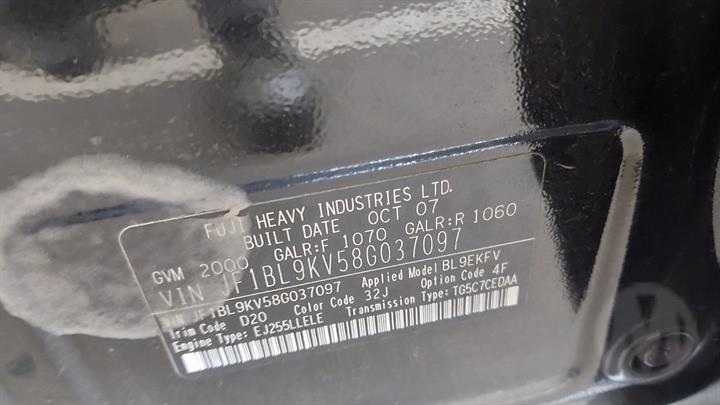 FUJI HEAVY INDUSTRIES LTD.
BUILT DATE OCT 07
GVM 2000 GALR:F 1070 GALR:R 1060
VIN JF1BL9KV58G037097
VIN JF1BL9KV58G037097 Applied Model BL9EKFV
Trim Code D20 Color Code 32J Option Code 4F
Engine Type: EJ255LLELE Transmission Type: TG5C7CEDAA